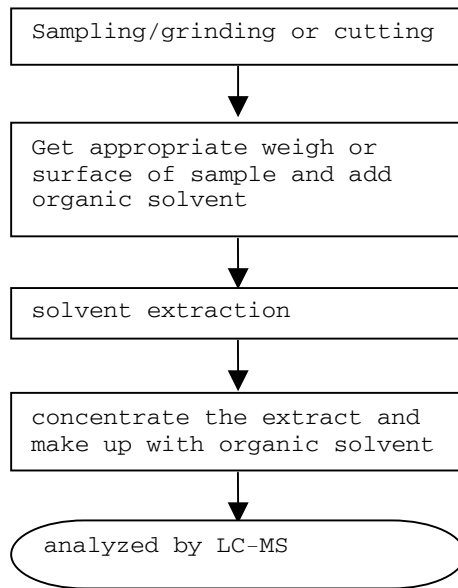 Sampling/grinding or cutting
Get appropriate weigh or
surface of sample and add
organic solvent
solvent extraction
concentrate the extract and
make up with organic solvent
analyzed by LC-MS